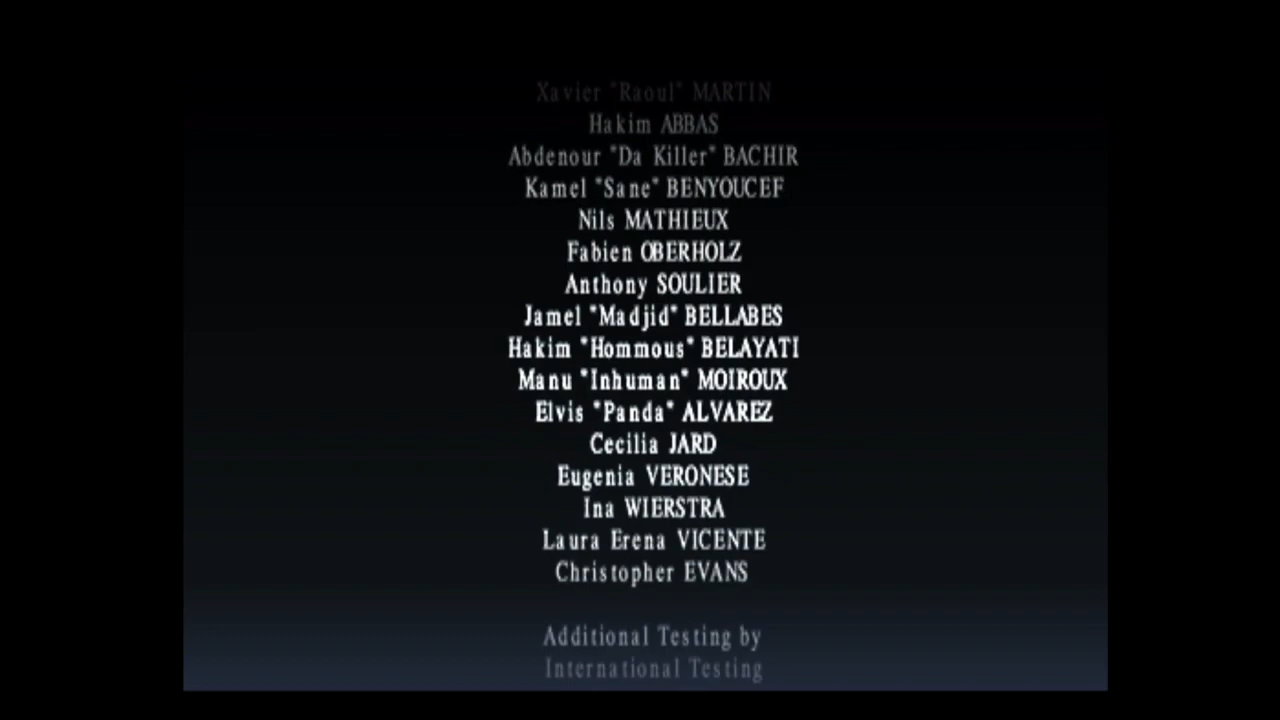 Xavier "Raoul" MARTIN
Hakim ABBAS
Abdenour "Da Killer" BACHIR
Kamel "Sane" BENYOUCEF
Nils MATHIEUX
Fabien OBERHOLZ
Anthony SOULIER
Jamel "Madjid" BELLABES
Hakim "Hommous" BELAYATI
Manu "Inhuman" MOIROUX
Elvis "Panda" ALVAREZ
Cecilia JARD
Eugenia VERONESE
Ina WIERSTRA
Laura Erena VICENTE
Christopher EVANS
Additional Testing by
International Testing